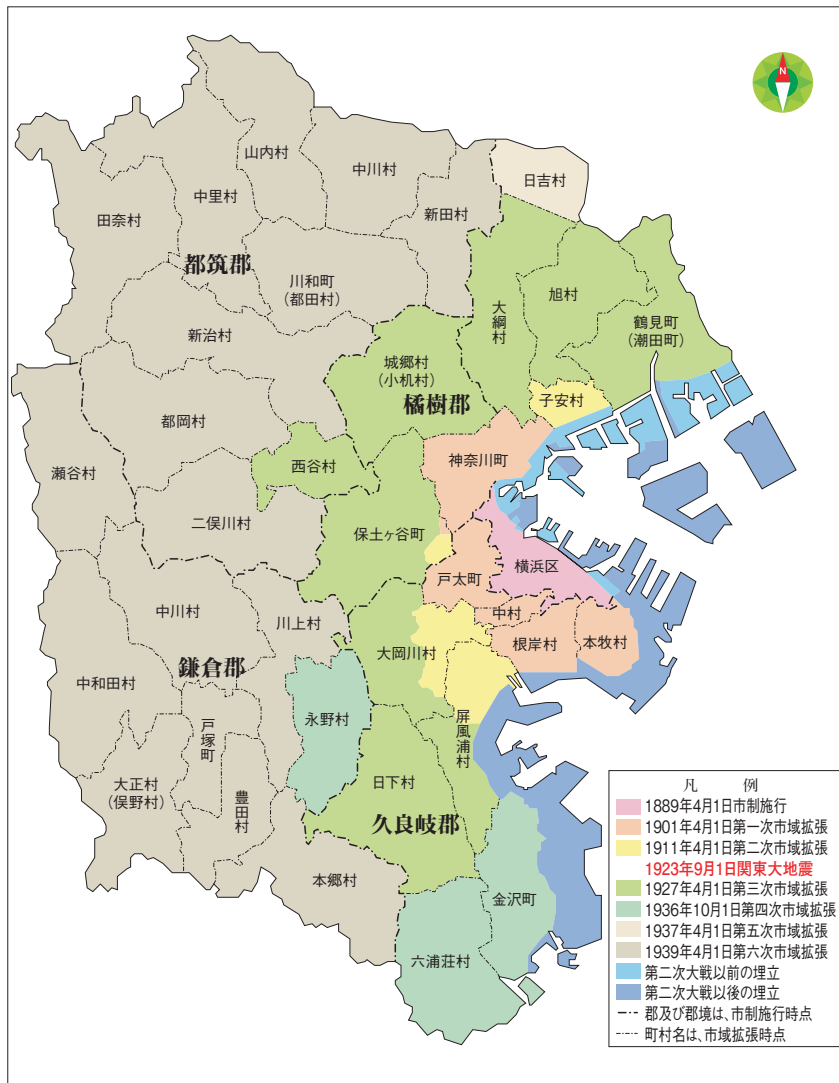 N
山内村
中川村
日吉村
中里村
新田村
田奈村
都筑郡
川和町
(都田村)
旭村
大綱村
鶴見町
(潮田町)
新治村
城郷村
(小机村)
橘樹郡
子安村
都岡村
神奈川町
瀬谷村
西谷村
二俣川村
保土ヶ谷町
横浜区
戸太町
中川村
川上村
中村
根岸村
本牧村
大岡川村
鎌倉郡
中和田村
永野村
屏風浦村
戸塚町
大正村
(俣野村)
豊田村
日下村
久良岐郡
本郷村
金沢町
六浦荘村
凡 例
1889年4月1日市制施行
1901年4月1日第一次市域拡張
1911年4月1日第二次市域拡張
1923年9月1日関東大地震
1927年4月1日第三次市域拡張
1936年10月1日第四次市域拡張
1937年4月1日第五次市域拡張
1939年4月1日第六次市域拡張
第二次大戦以前の埋立
第二次大戦以後の埋立
郡及び郡境は、市制施行時点
町村名は、市域拡張時点